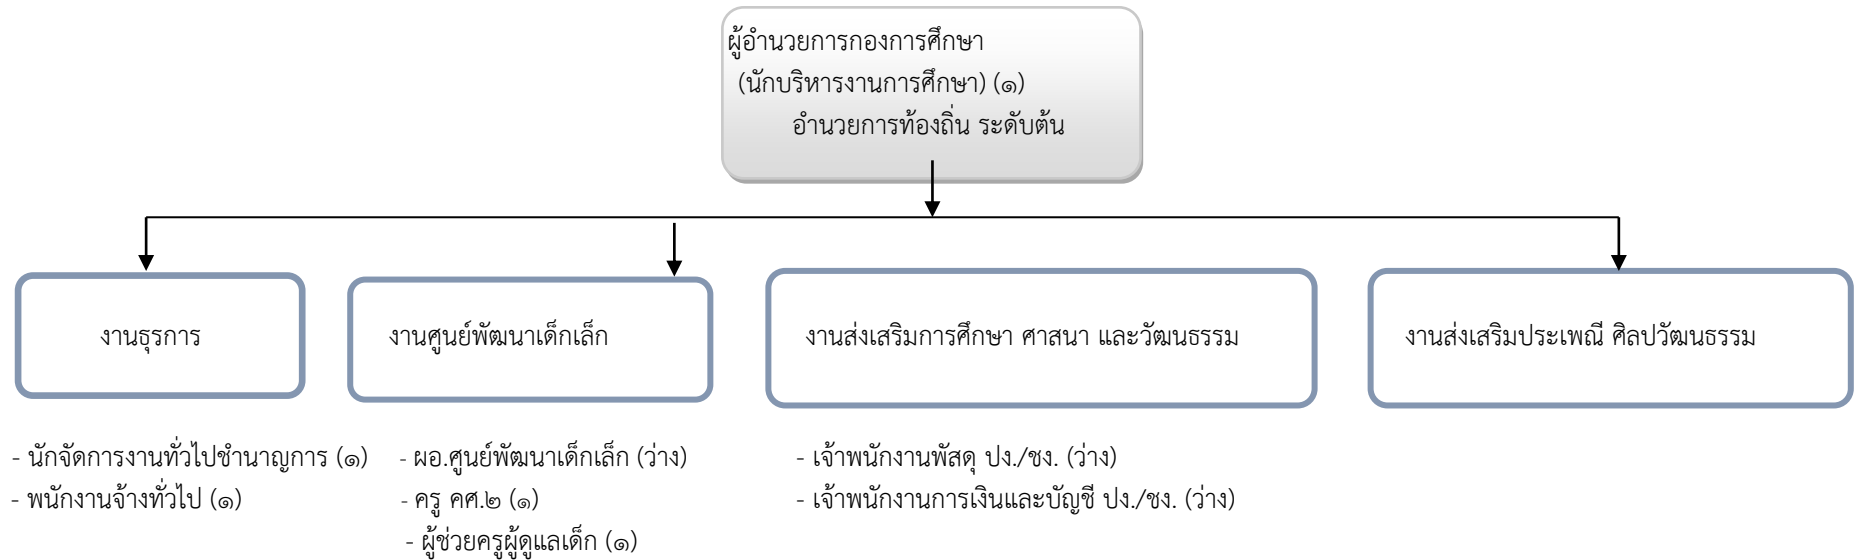 ผู้อำนวยการกองการศึกษา
(นักบริหารงานการศึกษา) (๑)
อำนวยการท้องถิ่น ระดับต้น
งานธุรการ
งานศูนย์พัฒนาเด็กเล็ก
งานส่งเสริมการศึกษา ศาสนา และวัฒนธรรม
งานส่งเสริมประเพณี ศิลปวัฒนธรรม
- นักจัดการงานทั่วไปชำนาญการ (๑)
- พนักงานจ้างทั่วไป (๑)
- ผอ.ศูนย์พัฒนาเด็กเล็ก (ว่าง)
- ครู คศ.๒ (๑)
- ผู้ช่วยครูผู้ดูแลเด็ก (๑)
- เจ้าพนักงานพัสดุ ปง./ชง. (ว่าง)
- เจ้าพนักงานการเงินและบัญชี ปง./ชง. (ว่าง)